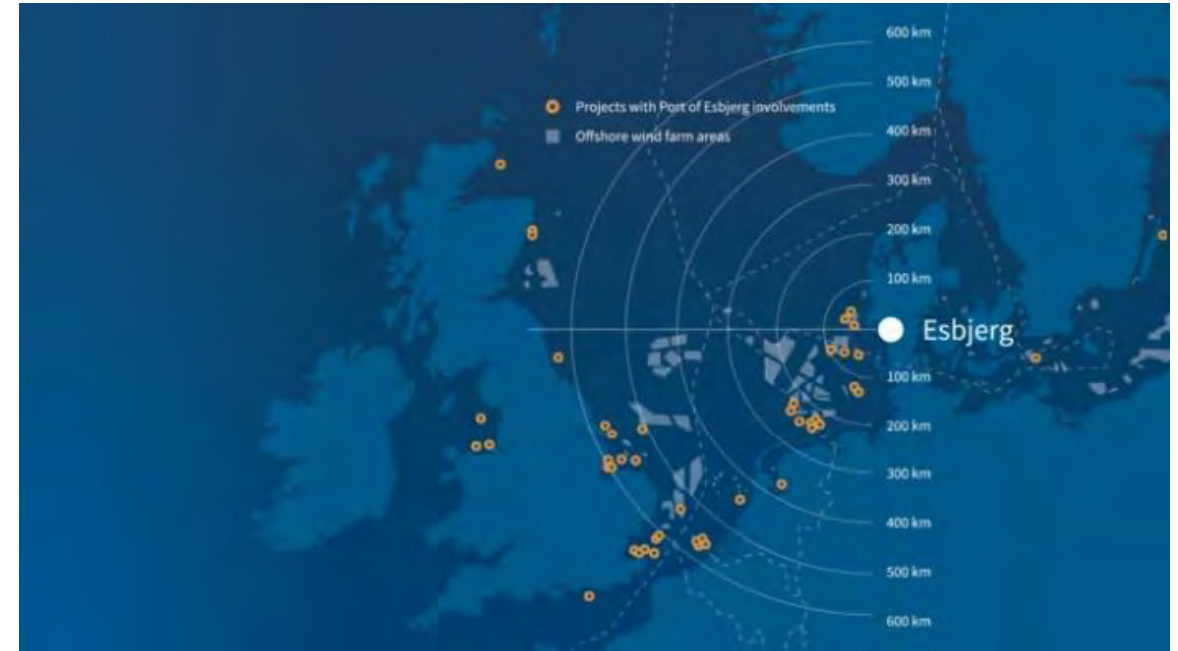 600 km
500 km
Projects with Port of Esbjerg involvements
Offshore wind farm areas
400 km
300 km
200 km
100 km
Esbjerg
100 km
200 km
300 km
400 km
500 km
600 km